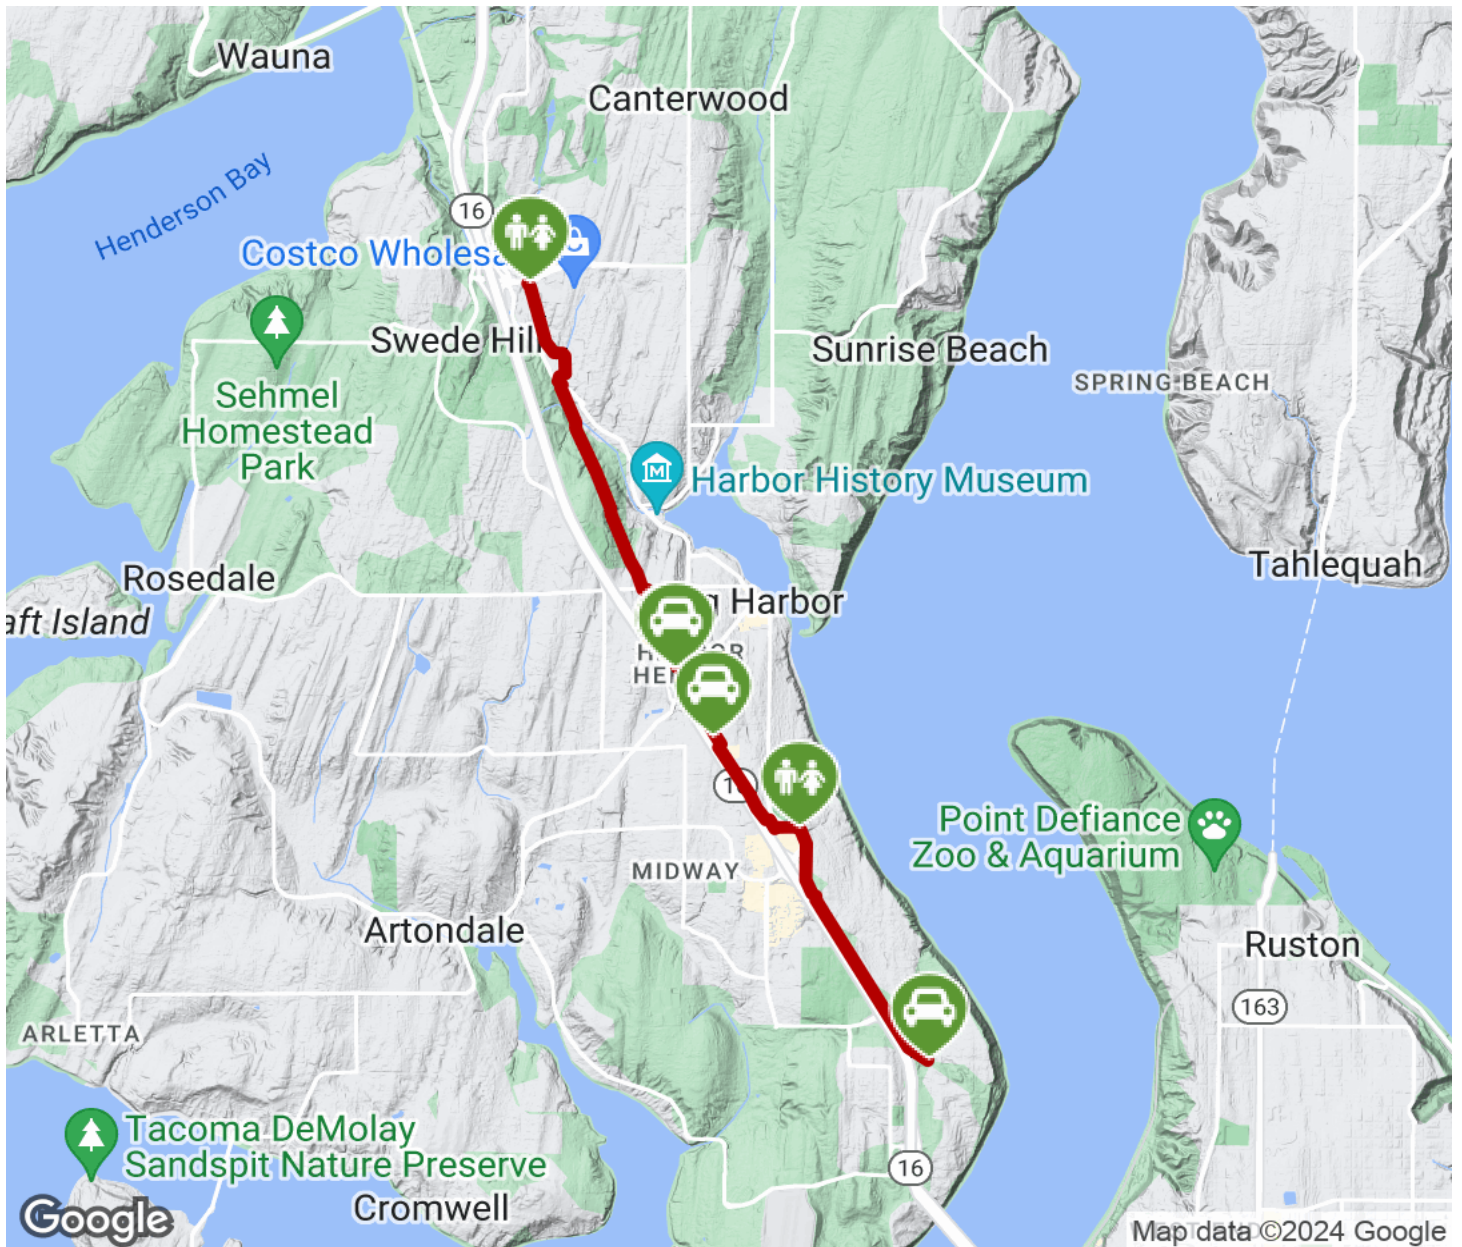 Wauna
Canterwood
Henderson Bay
16
Costco Wholesa
Swede Hill
Sunrise Beach
SPRING BEACH
Sehmel
Homestead
Park
Harbor History Museum
Tahlequah
Rosedale
aft Island
g Harbor
Point Defiance
Zoo & Aquarium
MIDWAY
Artondale
Ruston
163
ARLETTA
Tacoma DeMolay
Sandspit Nature Preserve
16
Cromwell
Google
Map data ©2024 Google